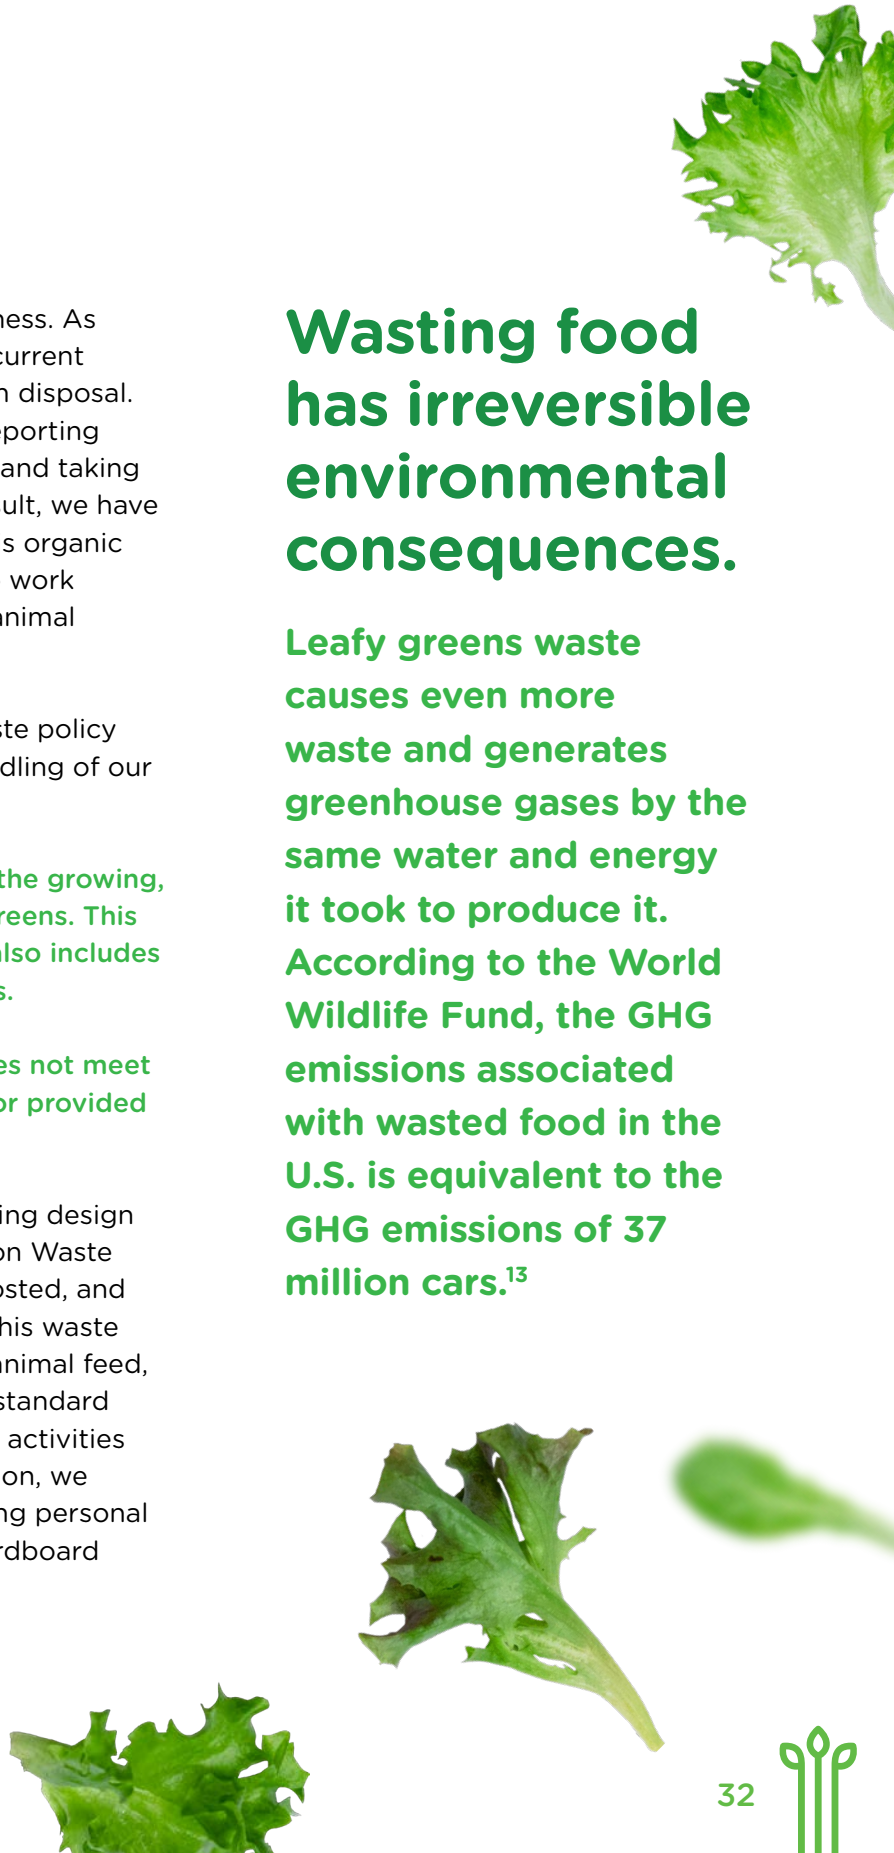 ness. As
current
n disposal.
eporting
and taking
ult, we have
s organic
work
animal
ste policy
dling of our
the growing,
reens. This
also includes
s.
es not meet
or provided
ing design
on Waste
osted, and
his waste
animal feed,
standard
activities
on, we
ng personal
rdboard
Wasting food
has irreversible
environmental
consequences.
Leafy greens waste
causes even more
waste and generates
greenhouse gases by the
same water and energy
it took to produce it.
According to the World
Wildlife Fund, the GHG
emissions associated
with wasted food in the
U.S. is equivalent to the
GHG emissions of 37
million cars.¹³
32